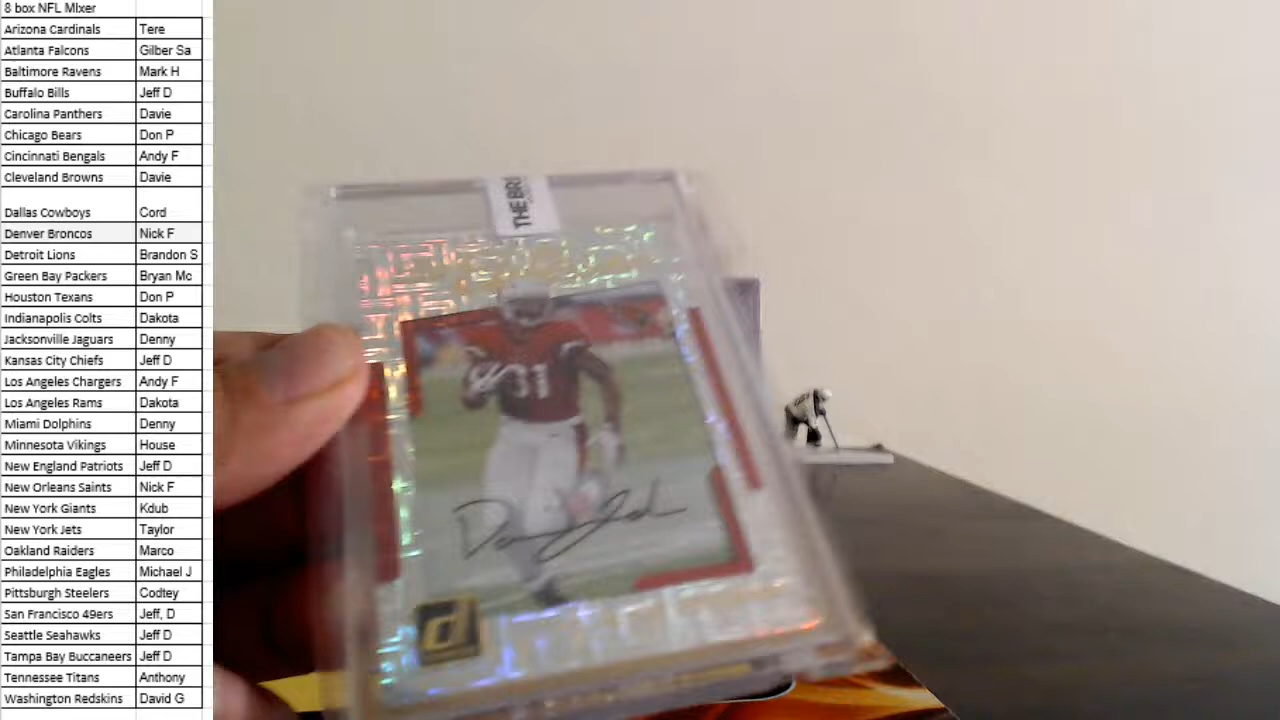 8 box NFL MIxer
Arizona Cardinals Tere
Atlanta Falcons Gilber Sa
Baltimore Ravens Mark H
Buffalo Bills Jeff D
Carolina Panthers Davie
Chicago Bears Don P
Cincinnati Bengals Andy F
Cleveland Browns Davie
Dallas Cowboys Cord
Denver Broncos Nick F
Detroit Lions Brandon S
Green Bay Packers Bryan Mc
Houston Texans Don P
Indianapolis Colts Dakota
Jacksonville Jaguars Denny
Kansas City Chiefs Jeff D
Los Angeles Chargers Andy F
Los Angeles Rams Dakota
Miami Dolphins Denny
Minnesota Vikings House
New England Patriots Jeff D
New Orleans Saints Nick F
New York Giants Kdub
New York Jets Taylor
Oakland Raiders Marco
Philadelphia Eagles Michael J
Pittsburgh Steelers Codtey
San Francisco 49ers Jeff, D
Seattle Seahawks Jeff D
Tampa Bay Buccaneers Jeff D
Tennessee Titans Anthony
Washington Redskins David G
THE BR
31
d